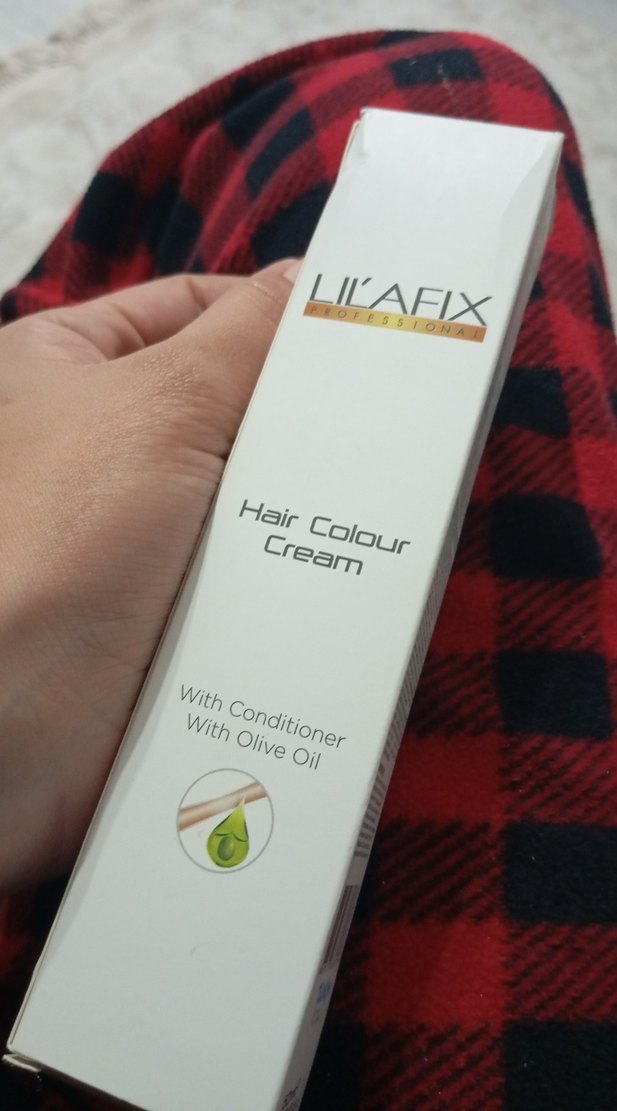 LIL'AFIX
PROFESSIONAL
Hair Colour
Cream
With Conditioner
With Olive Oil